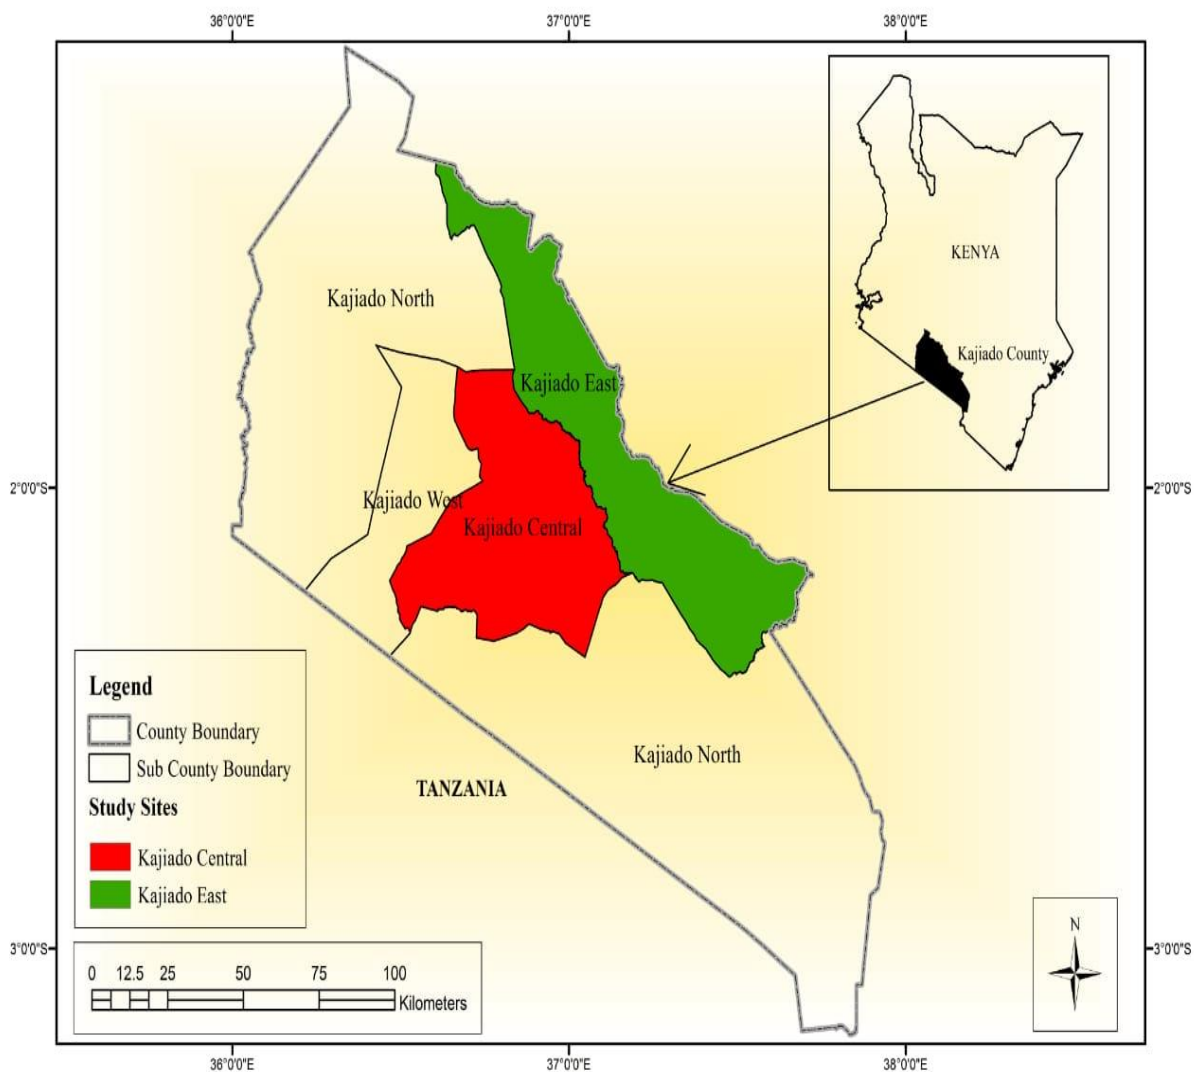 36°0'0"E
37°0'0"E
38°0'0"E
KENYA
Kajiado County
Kajiado North
Kajiado East
2°0'0"S
2°0'0"S
Kajiado West
Kajiado Central
Kajiado North
TANZANIA
Legend
County Boundary
Sub County Boundary
Study Sites
Kajiado Central
Kajiado East
N
3°0'0"S
3°0'0"S
0 12.5 25 50 75 100
Kilometers
36°0'0"E
37°0'0"E
38°0'0"E